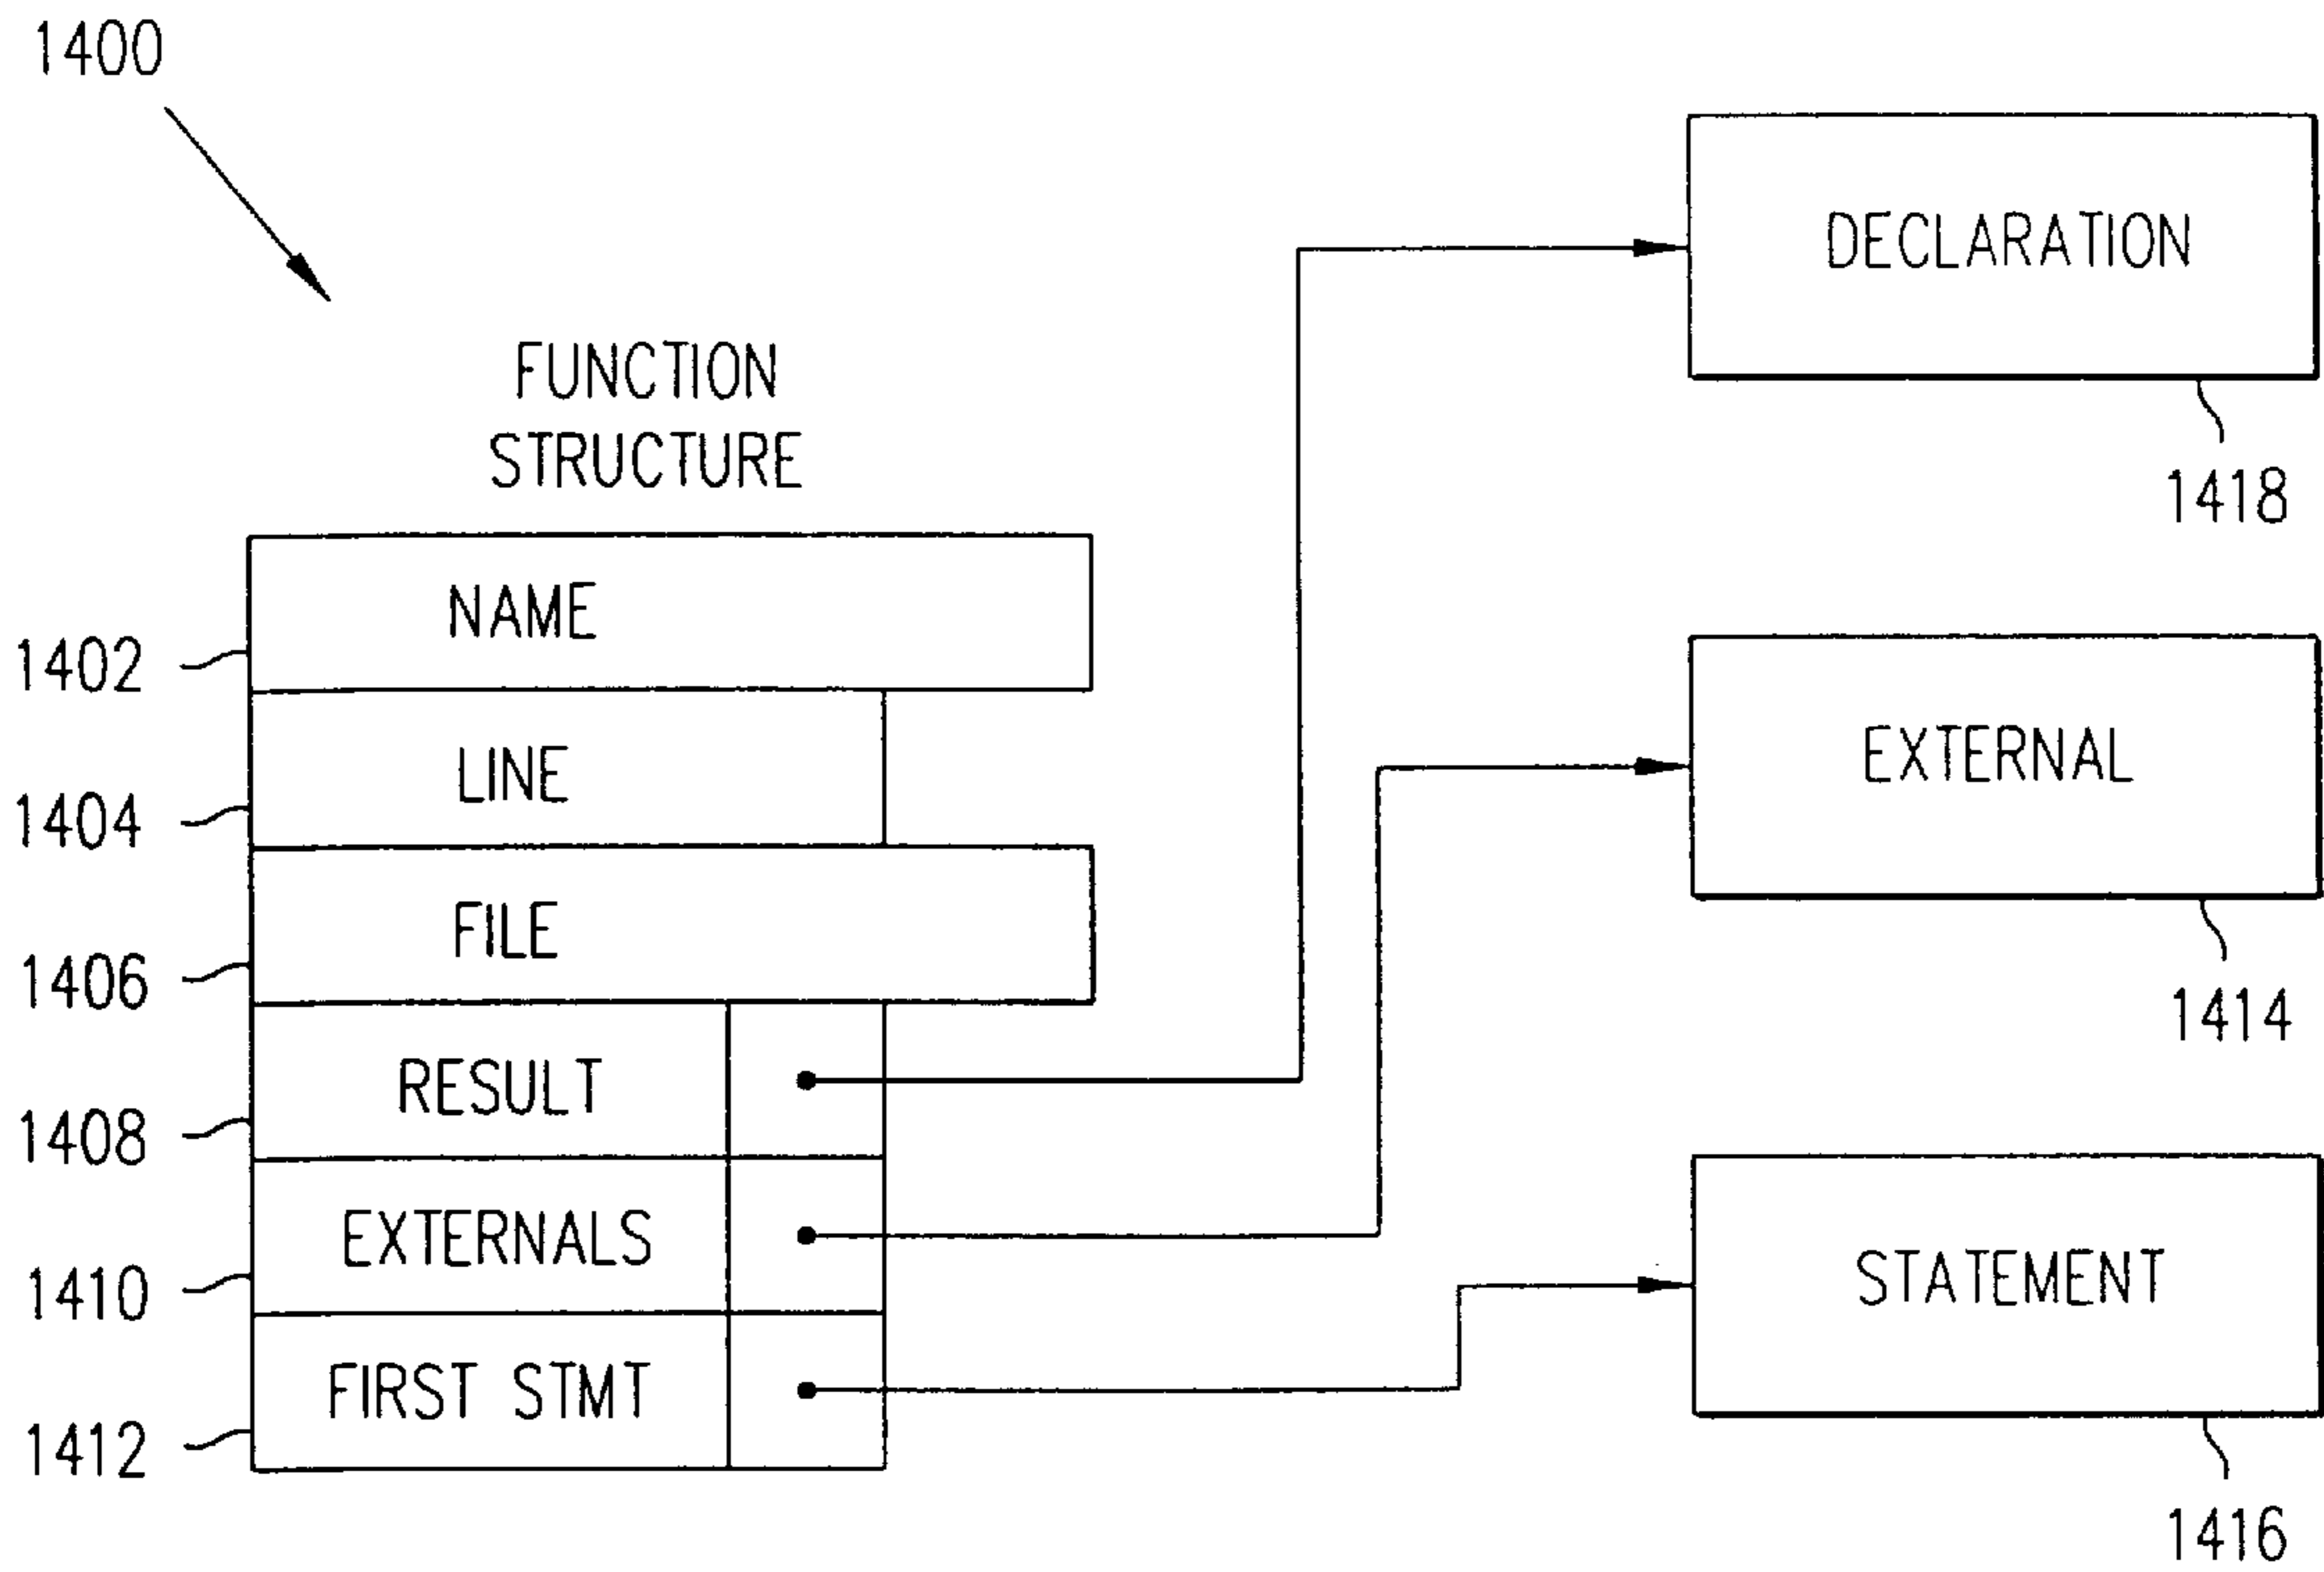 1400
FUNCTION
STRUCTURE
NAME
1402
LINE
1404
FILE
1406
RESULT
1408
EXTERNALS
1410
FIRST STMT
1412
DECLARATION
1418
EXTERNAL
1414
STATEMENT
1416